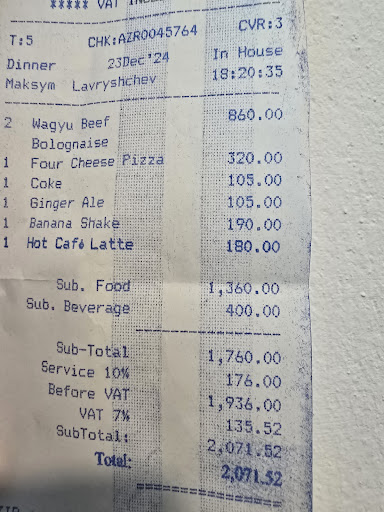 ***** VAT
T:5 CHK:AZR0045764 CVR:3
Dinner 23Dec'24 In House
Maksym Lavryshchev 18:20:35
2 Wagyu Beef 860.00
Bolognaise
1 Four Cheese Pizza 320.00
1 Coke 105.00
1 Ginger Ale 105.00
1 Banana Shake 190.00
1 Hot Café Latte 180.00
Sub. Food 1,360.00
Sub. Beverage 400.00
Sub-Total 1,760.00
Service 10% 176.00
Before VAT 1,936.00
VAT 7% 135.52
SubTotal: 2,071.52
Total: 2,071.52